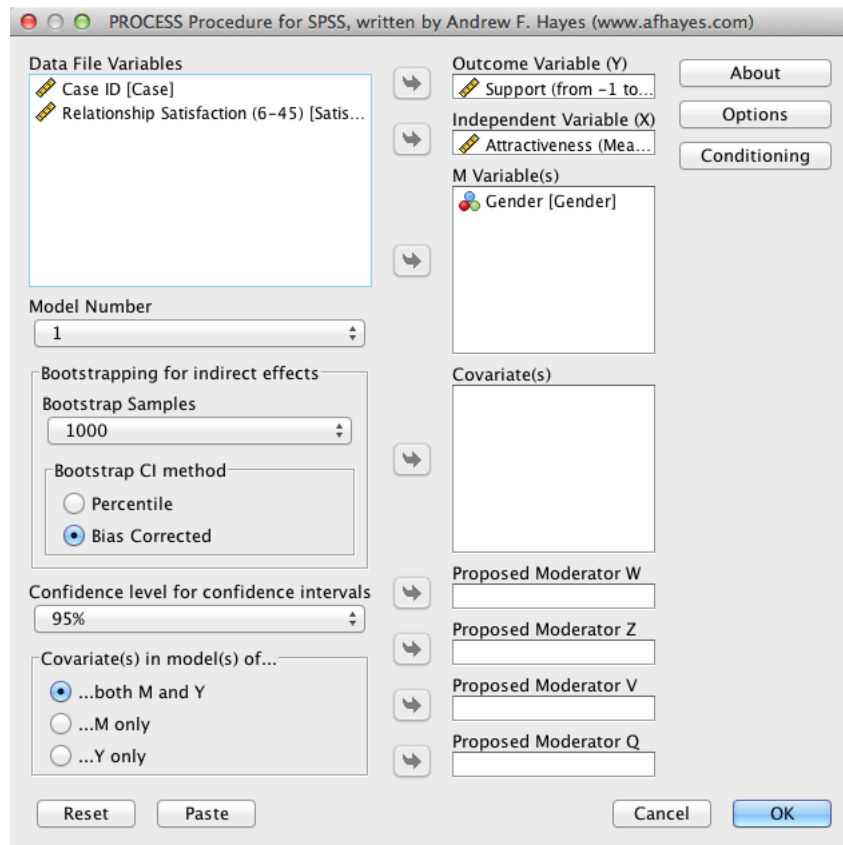 PROCESS Procedure for SPSS, written by Andrew F. Hayes (www.afhayes.com)
Data File Variables
Case ID [Case]
Relationship Satisfaction (6-45) [Satis...
Model Number
1
Bootstrapping for indirect effects
Bootstrap Samples
1000
Bootstrap CI method
Percentile
Bias Corrected
Confidence level for confidence intervals
95%
Covariate(s) in model(s) of...
...both M and Y
...M only
...Y only
Outcome Variable (Y)
Support (from -1 to...
Independent Variable (X)
Attractiveness (Mea...
M Variable(s)
Gender [Gender]
Covariate(s)
Proposed Moderator W
Proposed Moderator Z
Proposed Moderator V
Proposed Moderator Q
About
Options
Conditioning
Reset
Paste
Cancel
OK